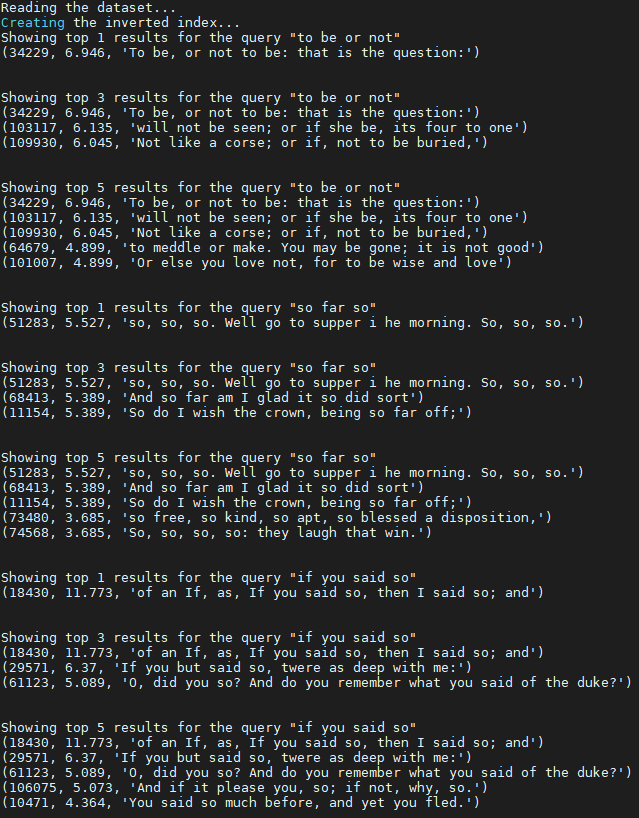 Reading the dataset...
Creating the inverted index...
Showing top 1 results for the query "to be or not"
(34229, 6.946, 'To be, or not to be: that is the question:')
Showing top 3 results for the query "to be or not"
(34229, 6.946, 'To be, or not to be: that is the question:')
(103117, 6.135, 'will not be seen; or if she be, its four to one')
(109930, 6.045, 'Not like a corse; or if, not to be buried,')
Showing top 5 results for the query "to be or not"
(34229, 6.946, 'To be, or not to be: that is the question:')
(103117, 6.135, 'will not be seen; or if she be, its four to one')
(109930, 6.045, 'Not like a corse; or if, not to be buried,')
(64679, 4.899, 'to meddle or make. You may be gone; it is not good')
(101007, 4.899, 'Or else you love not, for to be wise and love')
Showing top 1 results for the query "so far so"
(51283, 5.527, 'so, so, so. Well go to supper i he morning. So, so, so.')
Showing top 3 results for the query "so far so"
(51283, 5.527, 'so, so, so. Well go to supper i he morning. So, so, so.')
(68413, 5.389, 'And so far am I glad it so did sort')
(11154, 5.389, 'So do I wish the crown, being so far off;')
Showing top 5 results for the query "so far so"
(51283, 5.527, 'so, so, so. Well go to supper i he morning. So, so, so.')
(68413, 5.389, 'And so far am I glad it so did sort')
(11154, 5.389, 'So do I wish the crown, being so far off;')
(73480, 3.685, 'so free, so kind, so apt, so blessed a disposition,')
(74568, 3.685, 'So, so, so, so: they laugh that win.')
Showing top 1 results for the query "if you said so"
(18430, 11.773, 'of an If, as, If you said so, then I said so; and')
Showing top 3 results for the query "if you said so"
(18430, 11.773, 'of an If, as, If you said so, then I said so; and')
(29571, 6.37, 'If you but said so, twere as deep with me:')
(61123, 5.089, 'O, did you so? And do you remember what you said of the duke?')
Showing top 5 results for the query "if you said so"
(18430, 11.773, 'of an If, as, If you said so, then I said so; and')
(29571, 6.37, 'If you but said so, twere as deep with me:')
(61123, 5.089, 'O, did you so? And do you remember what you said of the duke?')
(106075, 5.073, 'And if it please you, so; if not, why, so.')
(10471, 4.364, 'You said so much before, and yet you fled.')